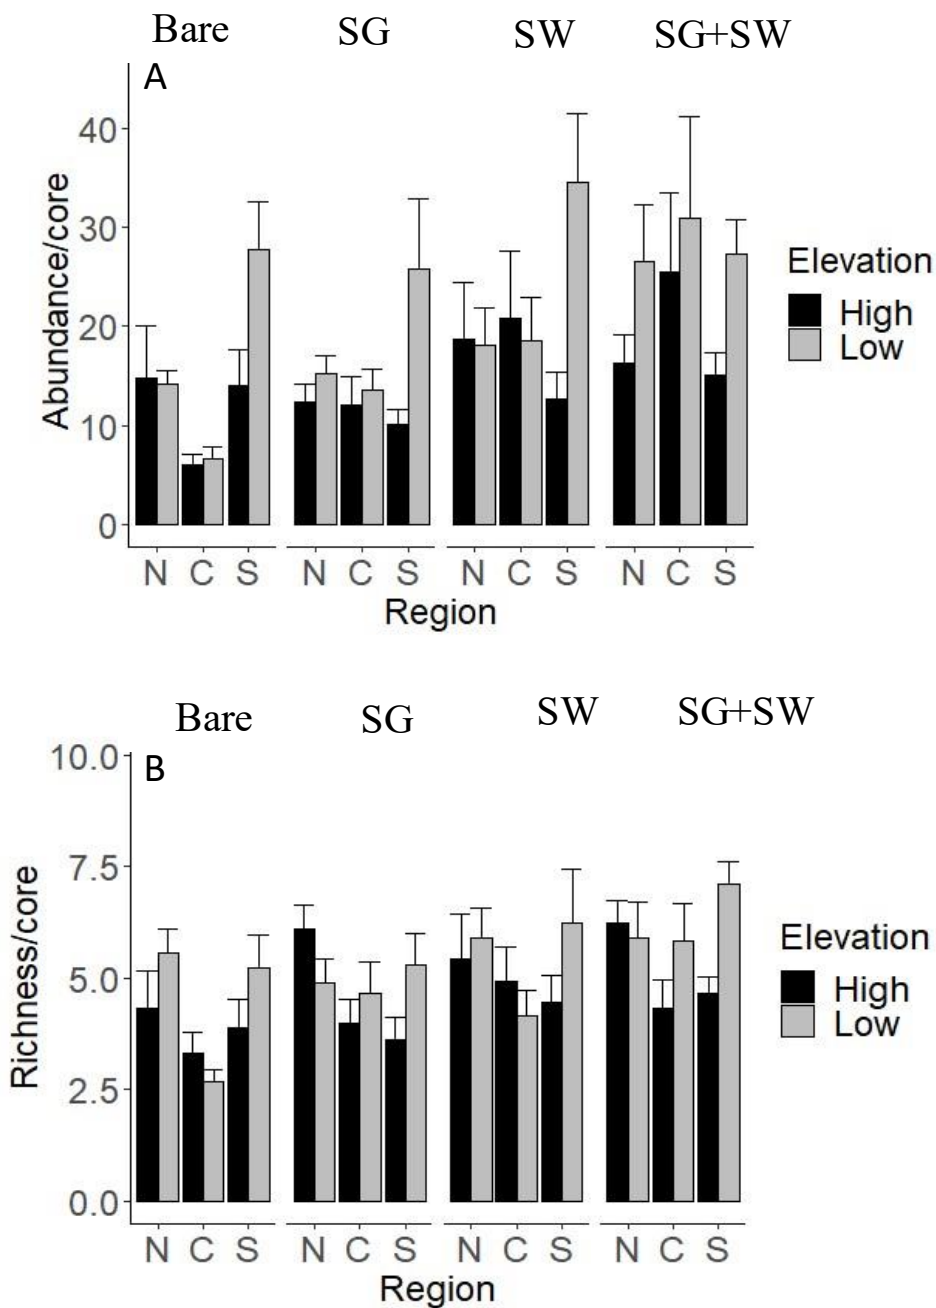 Bare SG SW SG+SW
A
40
30
20
10
0
Abundance/core
N C S N C S N C S N C S
Region
Elevation
High
Low
Bare SG SW SG+SW
B
10.0
7.5
5.0
2.5
0.0
Richness/core
N C S N C S N C S N C S
Region
Elevation
High
Low